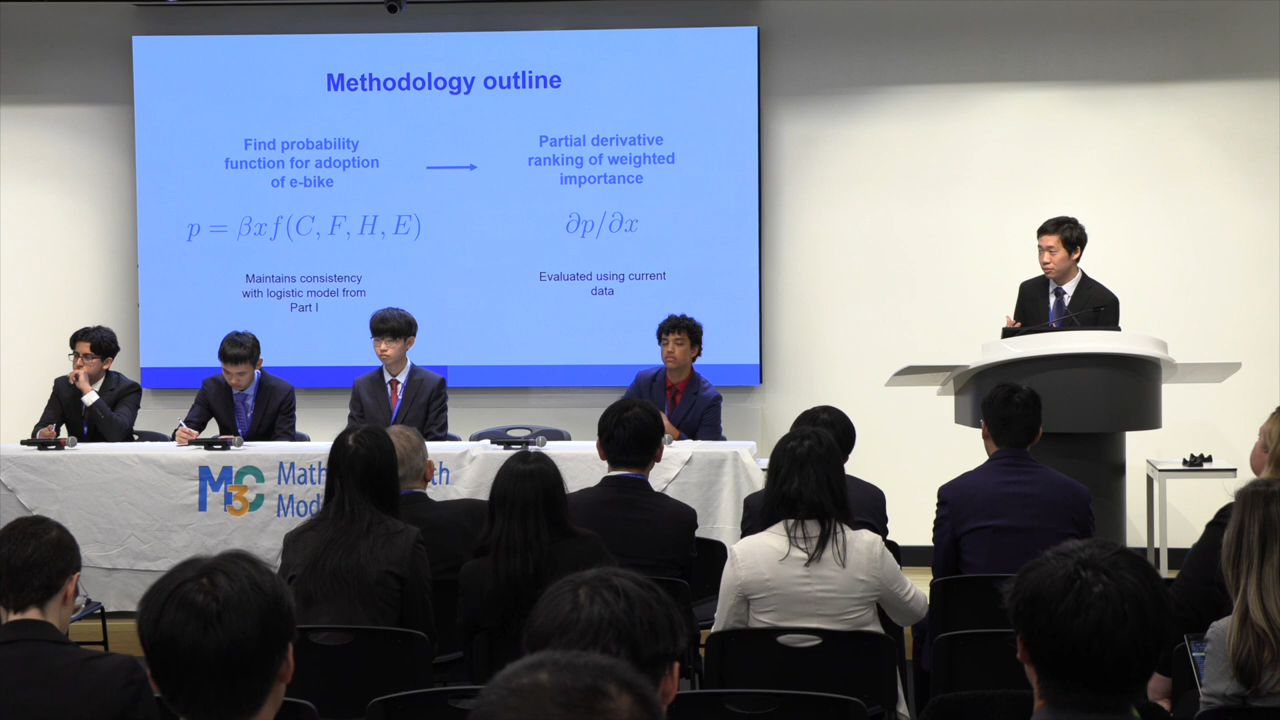 Methodology outline
Find probability
function for adoption
of e-bike
p = βxf(C, F, H, E)
Maintains consistency
with logistic model from
Part I
Partial derivative
ranking of weighted
importance
∂p/∂x
Evaluated using current
data
M3C
Math